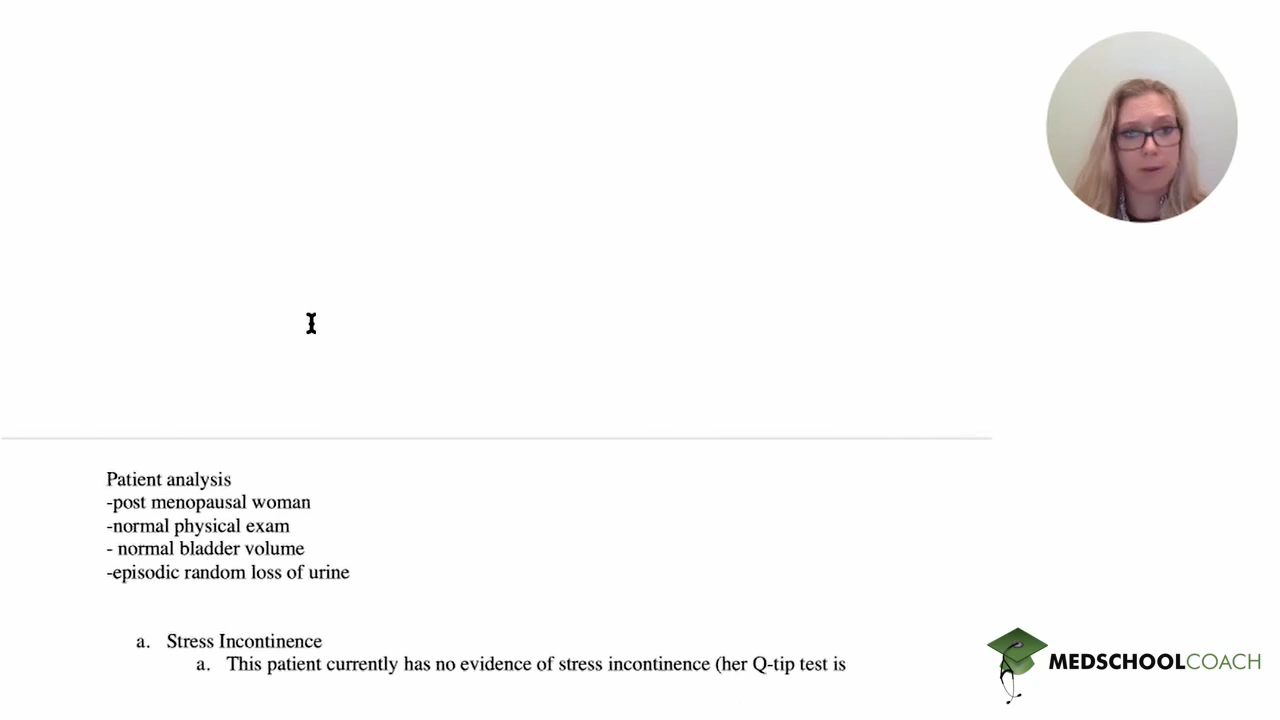 Patient analysis
-post menopausal woman
-normal physical exam
- normal bladder volume
-episodic random loss of urine
a. Stress Incontinence
a. This patient currently has no evidence of stress incontinence (her Q-tip test is
MEDSCHOOLCOACH